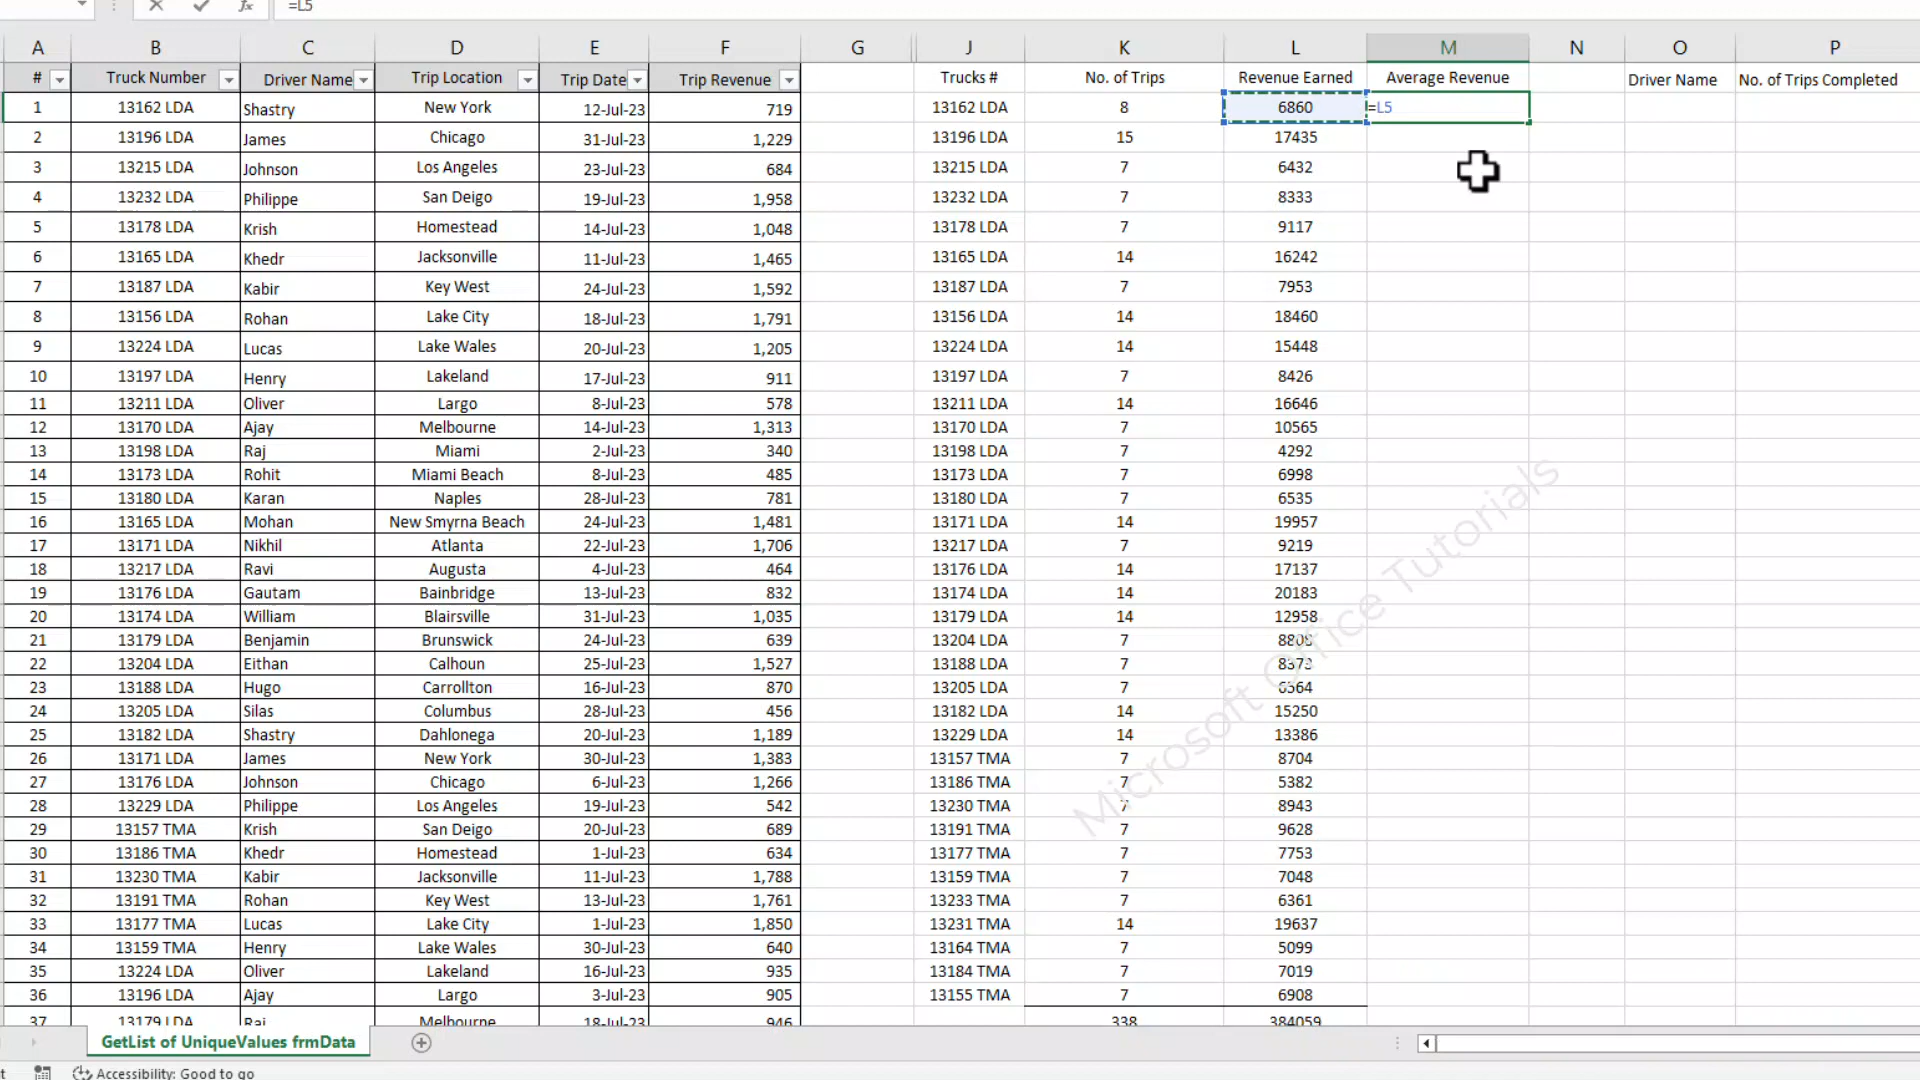 =L5
A B C D E F G J K L M N O P
# Truck Number Driver Name Trip Location Trip Date Trip Revenue Trucks # No. of Trips Revenue Earned Average Revenue Driver Name No. of Trips Completed
1 13162 LDA Shastry New York 12-Jul-23 719 13162 LDA 8 6860 =L5
2 13196 LDA James Chicago 31-Jul-23 1,229 13196 LDA 15 17435
3 13215 LDA Johnson Los Angeles 23-Jul-23 684 13215 LDA 7 6432
4 13232 LDA Philippe San Deigo 19-Jul-23 1,958 13232 LDA 7 8333
5 13178 LDA Krish Homestead 14-Jul-23 1,048 13178 LDA 7 9117
6 13165 LDA Khedr Jacksonville 11-Jul-23 1,465 13165 LDA 14 16242
7 13187 LDA Kabir Key West 24-Jul-23 1,592 13187 LDA 7 7953
8 13156 LDA Rohan Lake City 18-Jul-23 1,791 13156 LDA 14 18460
9 13224 LDA Lucas Lake Wales 20-Jul-23 1,205 13224 LDA 14 15448
10 13197 LDA Henry Lakeland 17-Jul-23 911 13197 LDA 7 8426
11 13211 LDA Oliver Largo 8-Jul-23 578 13211 LDA 14 16646
12 13170 LDA Ajay Melbourne 14-Jul-23 1,313 13170 LDA 7 10565
13 13198 LDA Raj Miami 2-Jul-23 340 13198 LDA 7 4292
14 13173 LDA Rohit Miami Beach 8-Jul-23 485 13173 LDA 7 6998
15 13180 LDA Karan Naples 28-Jul-23 781 13180 LDA 7 6535
16 13165 LDA Mohan New Smyrna Beach 24-Jul-23 1,481 13171 LDA 14 19957
17 13171 LDA Nikhil Atlanta 22-Jul-23 1,706 13217 LDA 7 9219
18 13217 LDA Ravi Augusta 4-Jul-23 464 13176 LDA 14 17137
19 13176 LDA Gautam Bainbridge 13-Jul-23 832 13174 LDA 14 20183
20 13174 LDA William Blairsville 31-Jul-23 1,035 13179 LDA 14 12958
21 13179 LDA Benjamin Brunswick 24-Jul-23 639 13204 LDA 7
22 13204 LDA Eithan Calhoun 25-Jul-23 1,527 13188 LDA 7 8373
23 13188 LDA Hugo Carrollton 16-Jul-23 870 13205 LDA 7
24 13205 LDA Silas Columbus 28-Jul-23 456 13182 LDA 14 15250
25 13182 LDA Shastry Dahlonega 20-Jul-23 1,189 13229 LDA 14 13386
26 13171 LDA James New York 30-Jul-23 1,383 13157 TMA 7 8704
27 13176 LDA Johnson Chicago 6-Jul-23 1,266 13186 TMA 7 5382
28 13229 LDA Philippe Los Angeles 19-Jul-23 542 13230 TMA 7 8943
29 13157 TMA Krish San Deigo 20-Jul-23 689 13191 TMA 7 9628
30 13186 TMA Khedr Homestead 1-Jul-23 634 13177 TMA 7 7753
31 13230 TMA Kabir Jacksonville 11-Jul-23 1,788 13159 TMA 7 7048
32 13191 TMA Rohan Key West 13-Jul-23 1,761 13233 TMA 7 6361
33 13177 TMA Lucas Lake City 1-Jul-23 1,850 13231 TMA 14 19637
34 13159 TMA Henry Lake Wales 30-Jul-23 640 13164 TMA 7 5099
35 13224 LDA Oliver Lakeland 16-Jul-23 935 13184 TMA 7 7019
36 13196 LDA Ajay Largo 3-Jul-23 905 13155 TMA 7 6908
37 13179 LDA Raj Melbourne 18-Jul-23 946 338 384059
Microsoft Office Tutorials
GetList of UniqueValues frmData
Accessibility: Good to go